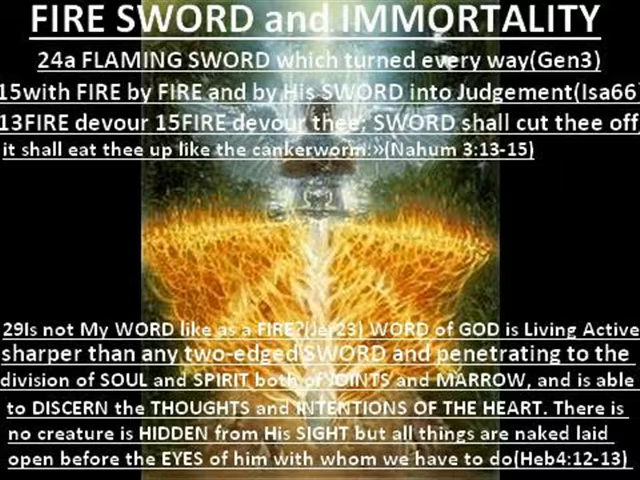 FIRE SWORD and IMMORTALITY
24a FLAMING SWORD which turned every way(Gen3)
15with FIRE by FIRE and by His SWORD into Judgement(Isa66
13FIRE devour 15FIRE devour thee; SWORD shall cut thee off
it shall eat thee up like the cankerworm:»(Nahum 3:13-15)
29Is not My WORD like as a FIRE?(Jer23) WORD of GOD is Living Active
sharper than any two-edged SWORD and penetrating to the
division of SOUL and SPIRIT both of JOINTS and MARROW, and is able
to DISCERN the THOUGHTS and INTENTIONS OF THE HEART. There is
no creature is HIDDEN from His SIGHT but all things are naked laid
open before the EYES of him with whom we have to do(Heb4:12-13)